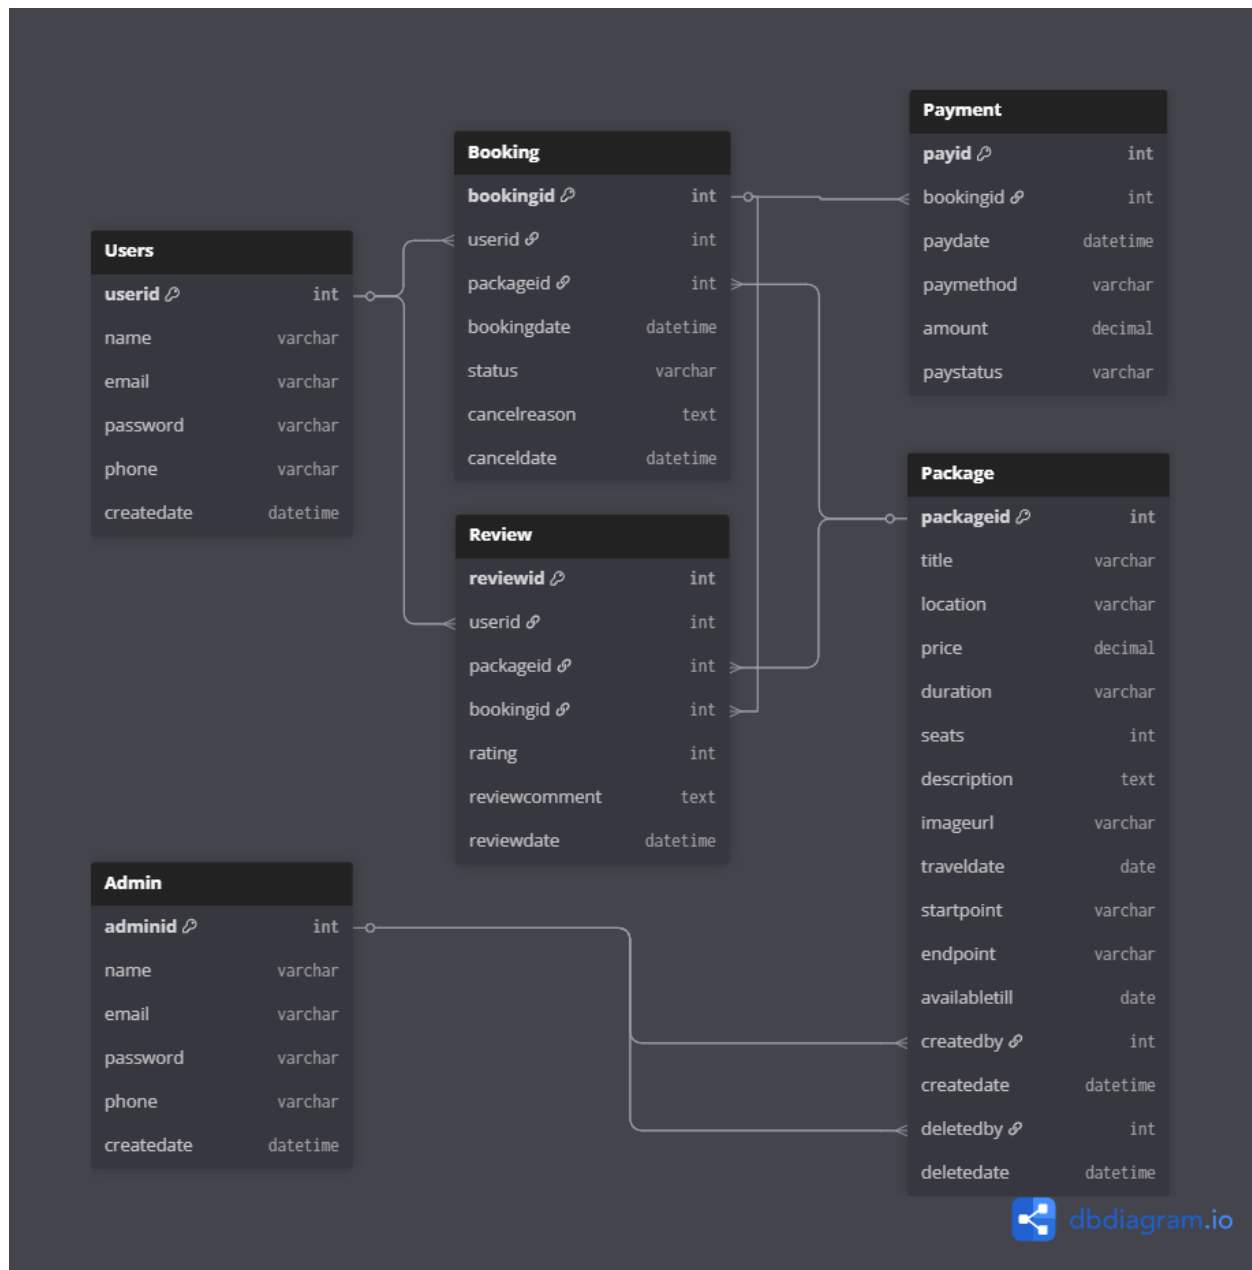 Payment
payid int
bookingid int
paydate datetime
paymethod varchar
amount decimal
paystatus varchar
Booking
bookingid int
userid int
packageid int
bookingdate datetime
status varchar
cancelreason text
canceldate datetime
Users
userid int
name varchar
email varchar
password varchar
phone varchar
createdate datetime
Package
packageid int
title varchar
location varchar
price decimal
duration varchar
seats int
description text
imageurl varchar
traveldate date
startpoint varchar
endpoint varchar
availabletill date
createdby int
createdate datetime
deletedby int
deletedate datetime
Review
reviewid int
userid int
packageid int
bookingid int
rating int
reviewcomment text
reviewdate datetime
Admin
adminid int
name varchar
email varchar
password varchar
phone varchar
createdate datetime
dbdiagram.io